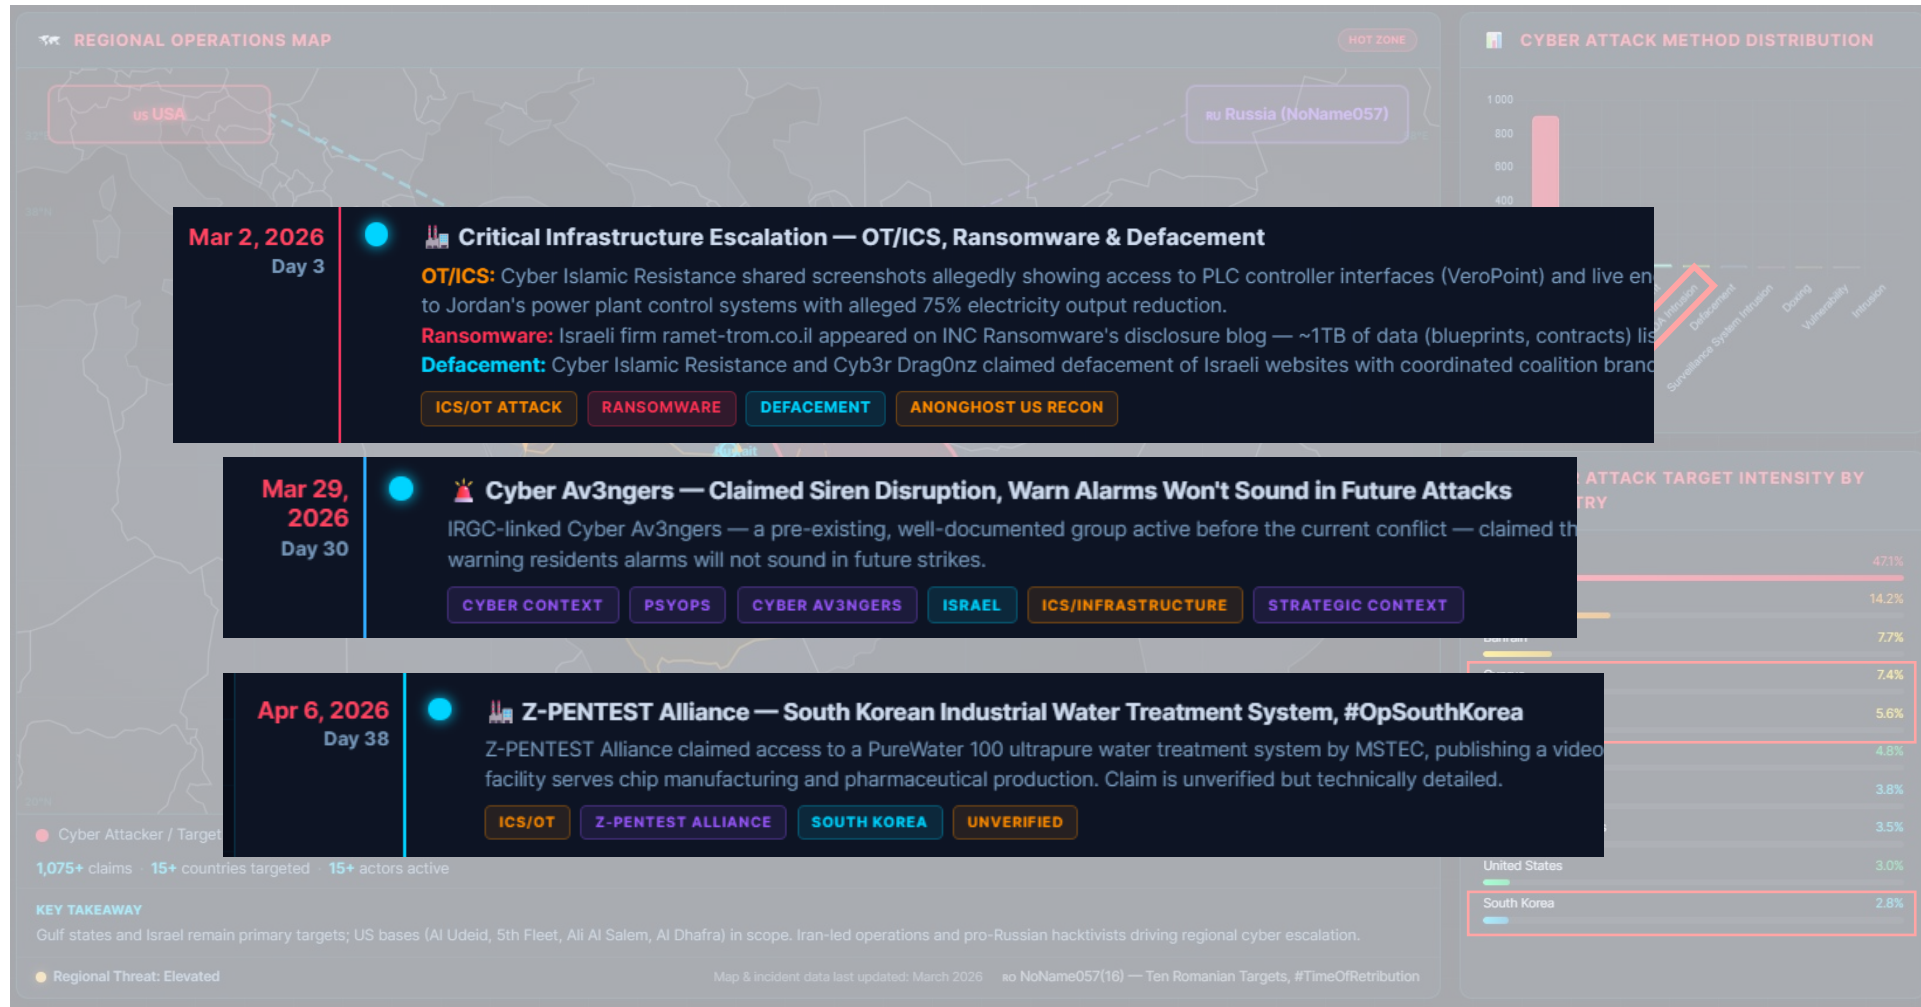 REGIONAL OPERATIONS MAP
HOT ZONE
US USA
RU Russia (NoName057)
CYBER ATTACK METHOD DISTRIBUTION
1 000
800
600
400
Defacement
Surveillance System Intrusion
Doxing
Vulnerability
Intrusion
Mar 2, 2026
Day 3
Critical Infrastructure Escalation — OT/ICS, Ransomware & Defacement
OT/ICS: Cyber Islamic Resistance shared screenshots allegedly showing access to PLC controller interfaces (VeroPoint) and live en
to Jordan's power plant control systems with alleged 75% electricity output reduction.
Ransomware: Israeli firm ramet-trom.co.il appeared on INC Ransomware's disclosure blog — ~1TB of data (blueprints, contracts) lis
Defacement: Cyber Islamic Resistance and Cyb3r Drag0nz claimed defacement of Israeli websites with coordinated coalition brand
ICS/OT ATTACK
RANSOMWARE
DEFACEMENT
ANONGHOST US RECON
Kuwait
Mar 29,
2026
Day 30
Cyber Av3ngers — Claimed Siren Disruption, Warn Alarms Won't Sound in Future Attacks
IRGC-linked Cyber Av3ngers — a pre-existing, well-documented group active before the current conflict — claimed th
warning residents alarms will not sound in future strikes.
CYBER CONTEXT
PSYOPS
CYBER AV3NGERS
ISRAEL
ICS/INFRASTRUCTURE
STRATEGIC CONTEXT
ATTACK TARGET INTENSITY BY
TRY
47.1%
14.2%
Bahrain
7.7%
7.4%
5.6%
4.8%
3.8%
3.5%
United States
3.0%
South Korea
2.8%
Apr 6, 2026
Day 38
Z-PENTEST Alliance — South Korean Industrial Water Treatment System, #OpSouthKorea
Z-PENTEST Alliance claimed access to a PureWater 100 ultrapure water treatment system by MSTEC, publishing a video
facility serves chip manufacturing and pharmaceutical production. Claim is unverified but technically detailed.
ICS/OT
Z-PENTEST ALLIANCE
SOUTH KOREA
UNVERIFIED
Cyber Attacker / Target
1,075+ claims · 15+ countries targeted · 15+ actors active
KEY TAKEAWAY
Gulf states and Israel remain primary targets; US bases (Al Udeid, 5th Fleet, Ali Al Salem, Al Dhafra) in scope. Iran-led operations and pro-Russian hacktivists driving regional cyber escalation.
Regional Threat: Elevated
Map & incident data last updated: March 2026
RO NoName057(16) — Ten Romanian Targets, #TimeOfRetribution